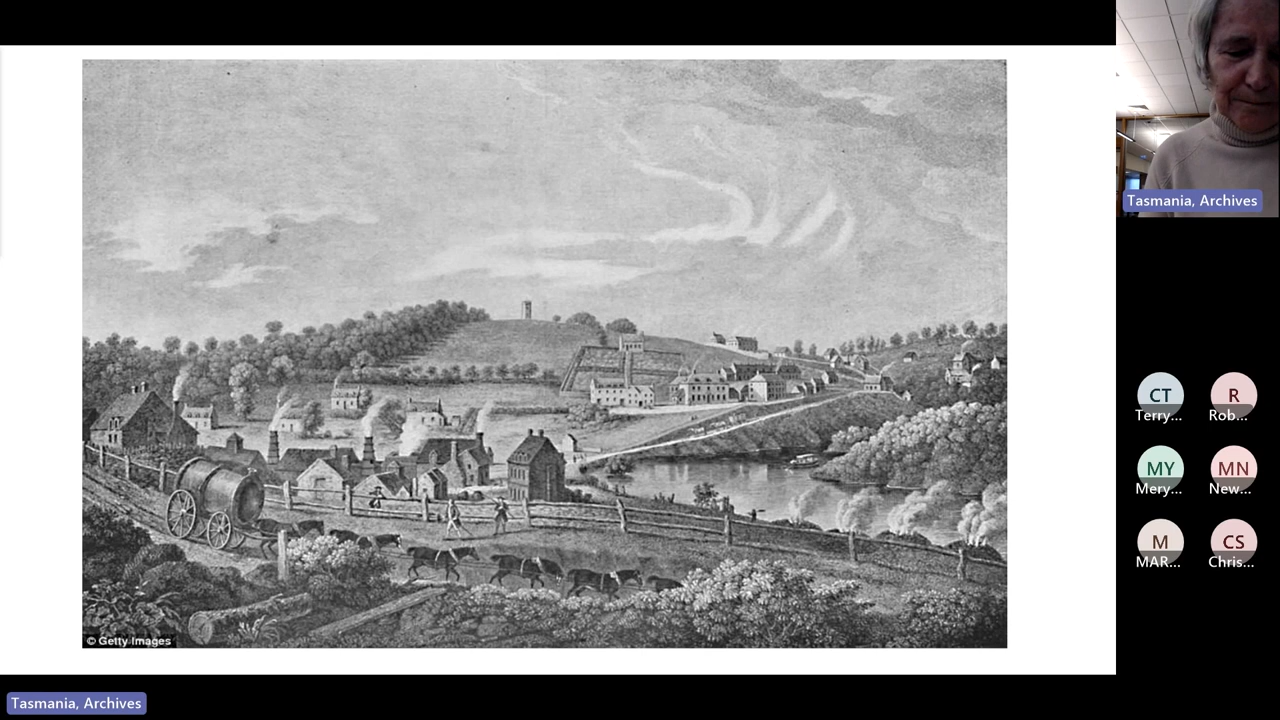 Tasmania, Archives
CT
Terry...
R
Rob...
MY
Mery...
MN
New...
M
MAR...
CS
Chris...
© Getty Images
Tasmania, Archives